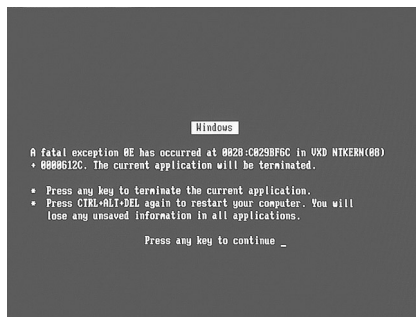 Windows
A fatal exception 0E has occurred at 0028:C029BF6C in VXD NTKERN(08)
+ 0000612C. The current application will be terminated.
* Press any key to terminate the current application.
* Press CTRL+ALT+DEL again to restart your computer. You will
lose any unsaved information in all applications.
Press any key to continue _